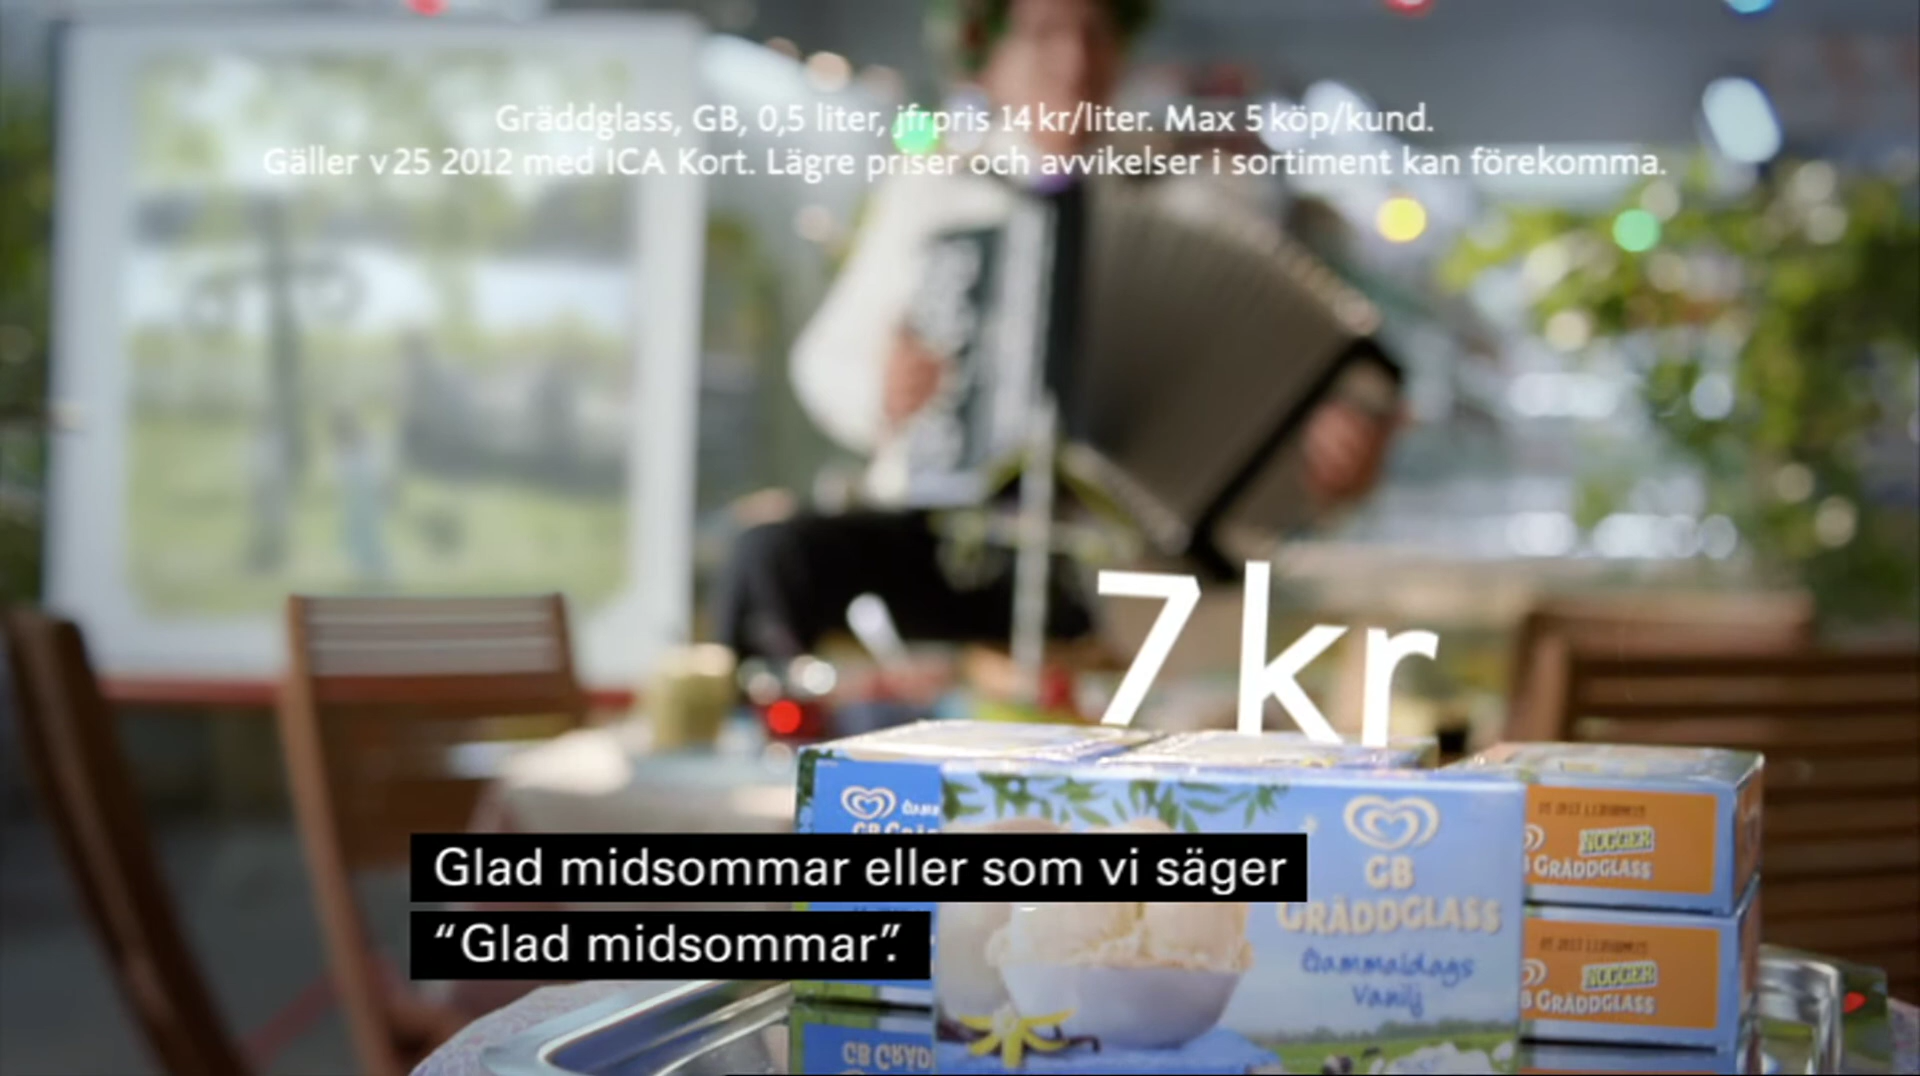 Gräddglass, GB, 0,5 liter, jfrpris 14 kr/liter. Max 5 köp/kund.
Gäller v 25 2012 med ICA Kort. Lägre priser och avvikelser i sortiment kan förekomma.
7 kr
GB
GRÄDDGLASS
Gammaldags
Vanilj
NOGGER
GRÄDDGLASS
NOGGER
GB GRÄDDGLASS
Glad midsommar eller som vi säger
“Glad midsommar”.